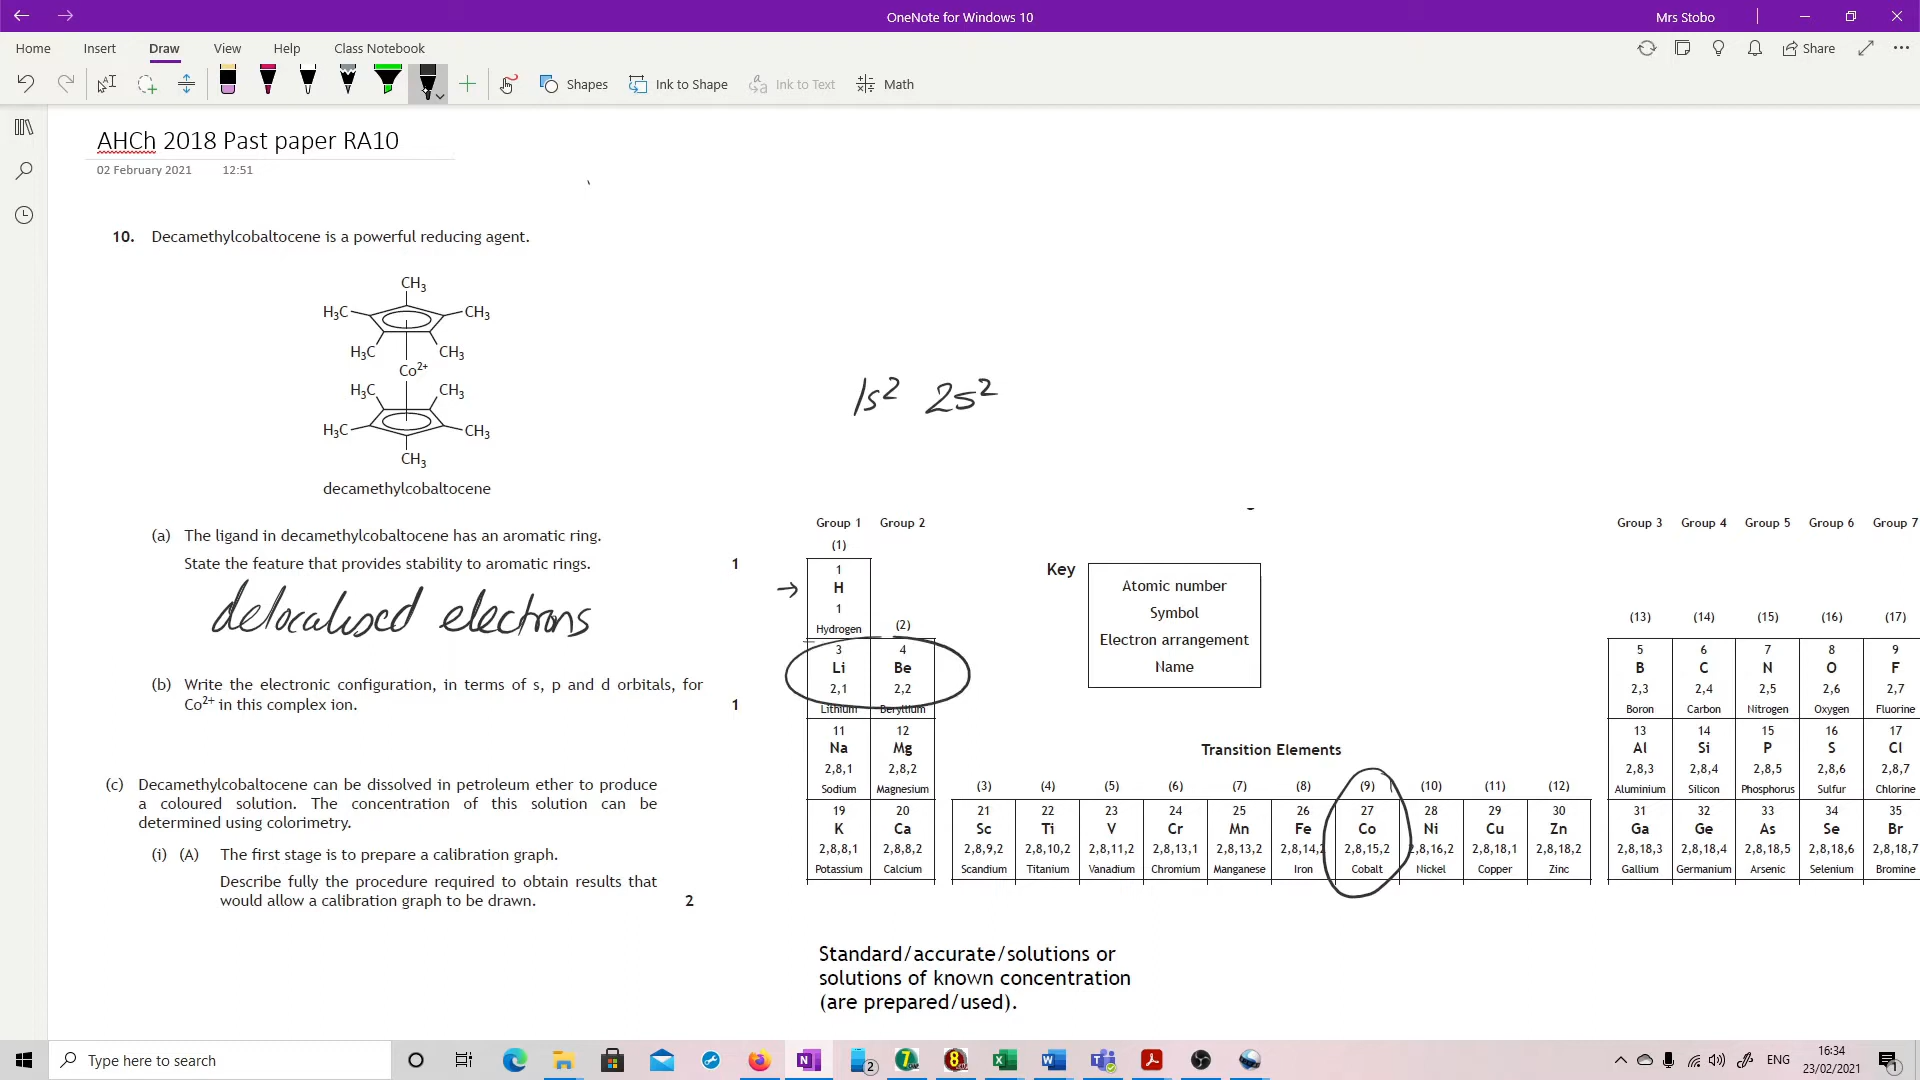 OneNote for Windows 10
Mrs Stobo
Home Insert Draw View Help Class Notebook
Share
Shapes Ink to Shape Ink to Text Math
AHCh 2018 Past paper RA10
02 February 2021 12:51
10. Decamethylcobaltocene is a powerful reducing agent.
CH3
H3C CH3
H3C CH3
Co2+
H3C CH3
H3C CH3
CH3
decamethylcobaltocene
1s2 2s2
(a) The ligand in decamethylcobaltocene has an aromatic ring.
State the feature that provides stability to aromatic rings. 1
delocalised electrons
(b) Write the electronic configuration, in terms of s, p and d orbitals, for
Co2+ in this complex ion. 1
(c) Decamethylcobaltocene can be dissolved in petroleum ether to produce
a coloured solution. The concentration of this solution can be
determined using colorimetry.
(i) (A) The first stage is to prepare a calibration graph.
Describe fully the procedure required to obtain results that
would allow a calibration graph to be drawn. 2
Group 1 Group 2 Group 3 Group 4 Group 5 Group 6 Group 7
(1)
1
H
1
Hydrogen
Key
Atomic number
Symbol
Electron arrangement
Name
(2) (13) (14) (15) (16) (17)
3 4 5 6 7 8 9
Li Be B C N O F
2,1 2,2 2,3 2,4 2,5 2,6 2,7
Lithium Beryllium Boron Carbon Nitrogen Oxygen Fluorine
11 12 13 14 15 16 17
Na Mg Al Si P S Cl
2,8,1 2,8,2 2,8,3 2,8,4 2,8,5 2,8,6 2,8,7
Sodium Magnesium Aluminium Silicon Phosphorus Sulfur Chlorine
Transition Elements
(3) (4) (5) (6) (7) (8) (9) (10) (11) (12)
19 20 21 22 23 24 25 26 27 28 29 30 31 32 33 34 35
K Ca Sc Ti V Cr Mn Fe Co Ni Cu Zn Ga Ge As Se Br
2,8,8,1 2,8,8,2 2,8,9,2 2,8,10,2 2,8,11,2 2,8,13,1 2,8,13,2 2,8,14,2 2,8,15,2 2,8,16,2 2,8,18,1 2,8,18,2 2,8,18,3 2,8,18,4 2,8,18,5 2,8,18,6 2,8,18,7
Potassium Calcium Scandium Titanium Vanadium Chromium Manganese Iron Cobalt Nickel Copper Zinc Gallium Germanium Arsenic Selenium Bromine
Standard/accurate/solutions or
solutions of known concentration
(are prepared/used).
Type here to search
ENG
16:34
23/02/2021